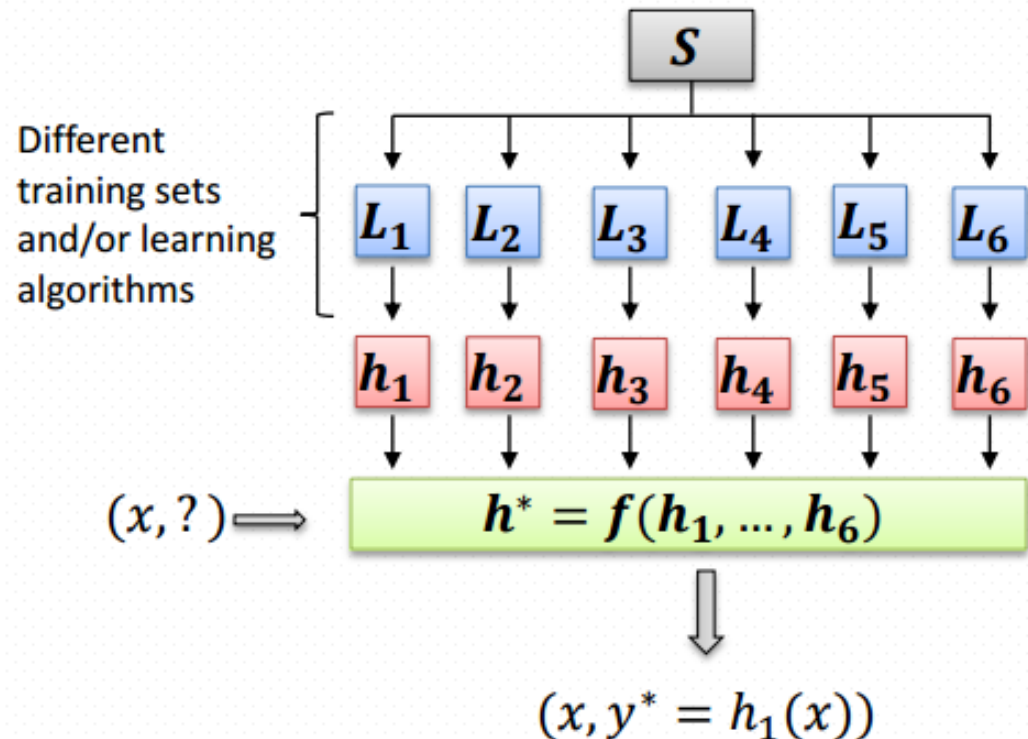 S
Different
training sets
and/or learning
algorithms
L₁ L₂ L₃ L₄ L₅ L₆
h₁ h₂ h₃ h₄ h₅ h₆
(x, ?)
h* = f(h₁, ... , h₆)
(x, y* = h₁(x))